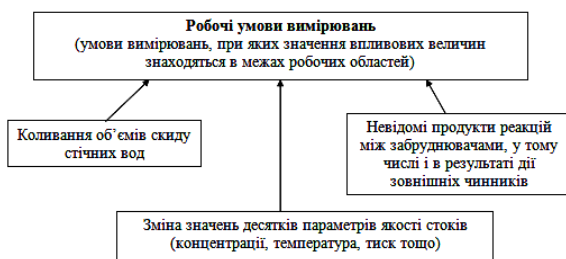 Робочі умови вимірювань
(умови вимірювань, при яких значення впливових величин
знаходяться в межах робочих областей)
Коливання об’ємів скиду
стічних вод
Невідомі продукти реакцій
між забруднювачами, у тому
числі і в результаті дії
зовнішніх чинників
Зміна значень десятків параметрів якості стоків
(концентрації, температура, тиск тощо)